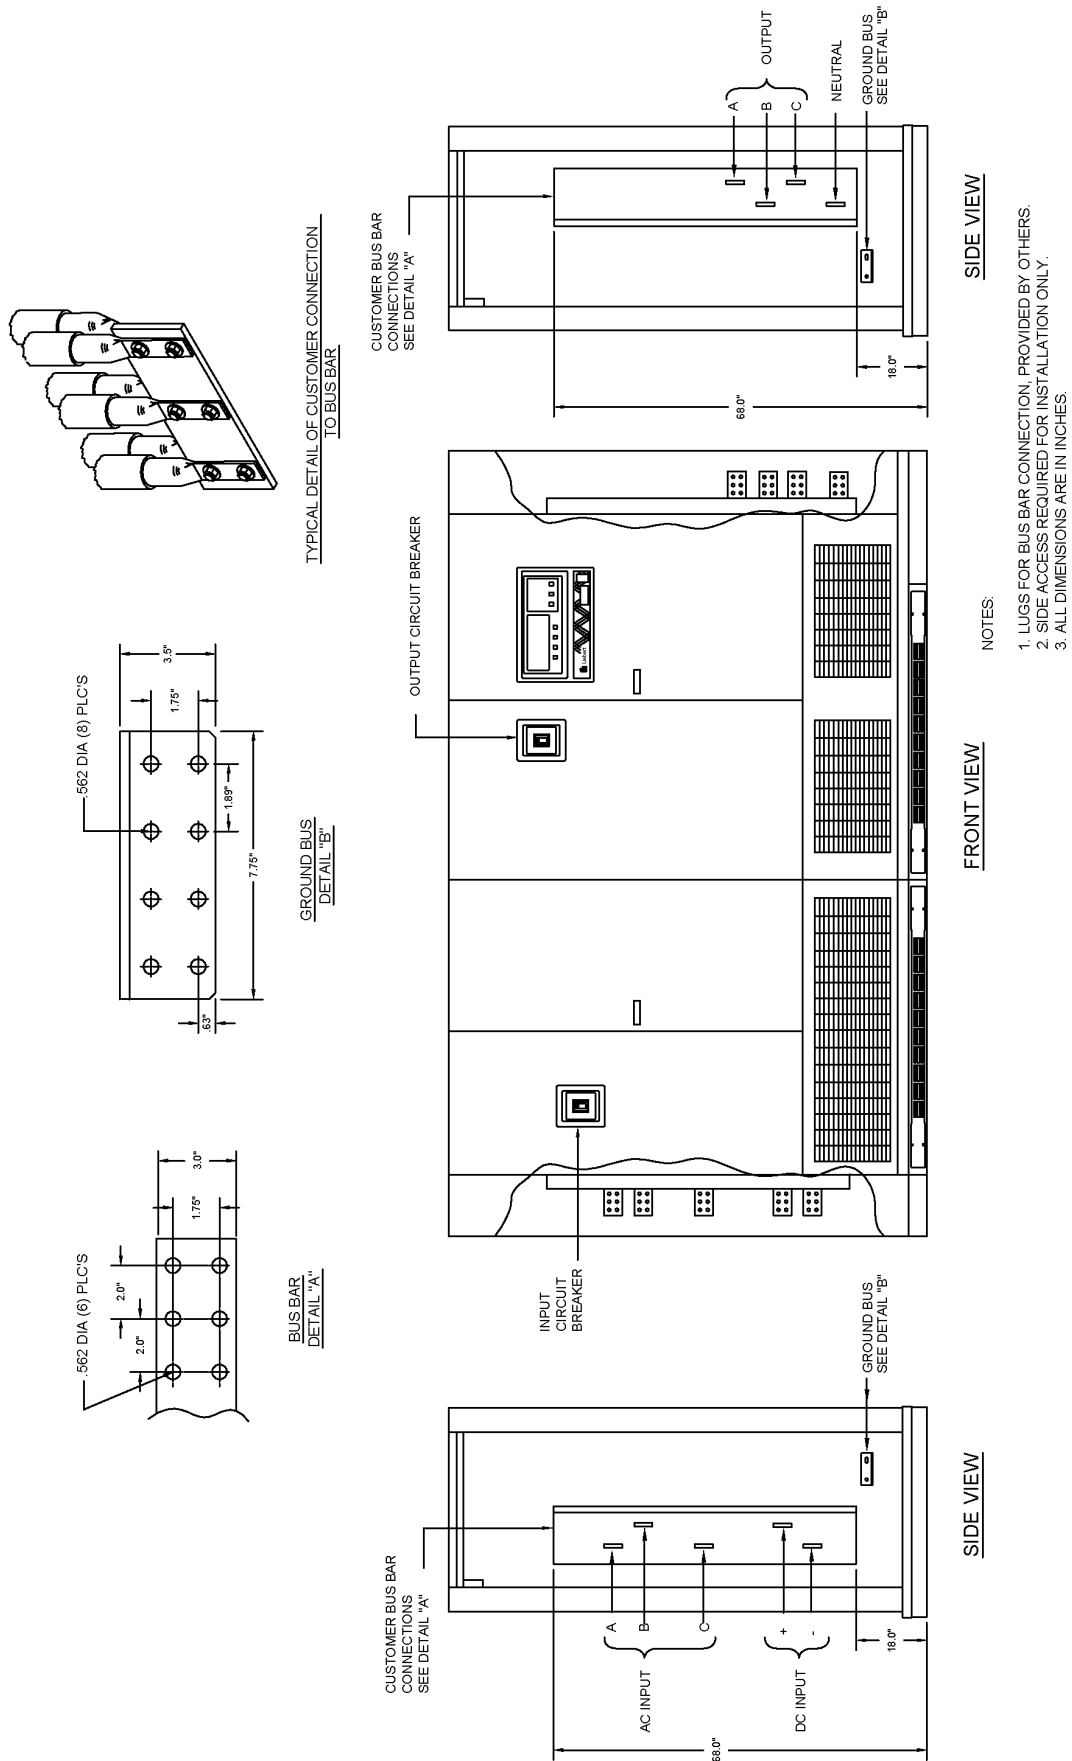 .562 DIA (6) PLC'S
2.0"
2.0"
1.75"
3.0"
BUS BAR
DETAIL "A"
.562 DIA (8) PLC'S
3.5"
1.75"
1.89"
7.75"
.63"
GROUND BUS
DETAIL "B"
TYPICAL DETAIL OF CUSTOMER CONNECTION
TO BUS BAR
CUSTOMER BUS BAR
CONNECTIONS
SEE DETAIL "A"
A
B
C
AC INPUT
+
-
DC INPUT
68.0"
18.0"
GROUND BUS
SEE DETAIL "B"
SIDE VIEW
INPUT
CIRCUIT
BREAKER
OUTPUT CIRCUIT BREAKER
Liebert
FRONT VIEW
CUSTOMER BUS BAR
CONNECTIONS
SEE DETAIL "A"
68.0"
18.0"
A
B
C
OUTPUT
NEUTRAL
GROUND BUS
SEE DETAIL "B"
SIDE VIEW
NOTES:
1. LUGS FOR BUS BAR CONNECTION, PROVIDED BY OTHERS.
2. SIDE ACCESS REQUIRED FOR INSTALLATION ONLY.
3. ALL DIMENSIONS ARE IN INCHES.